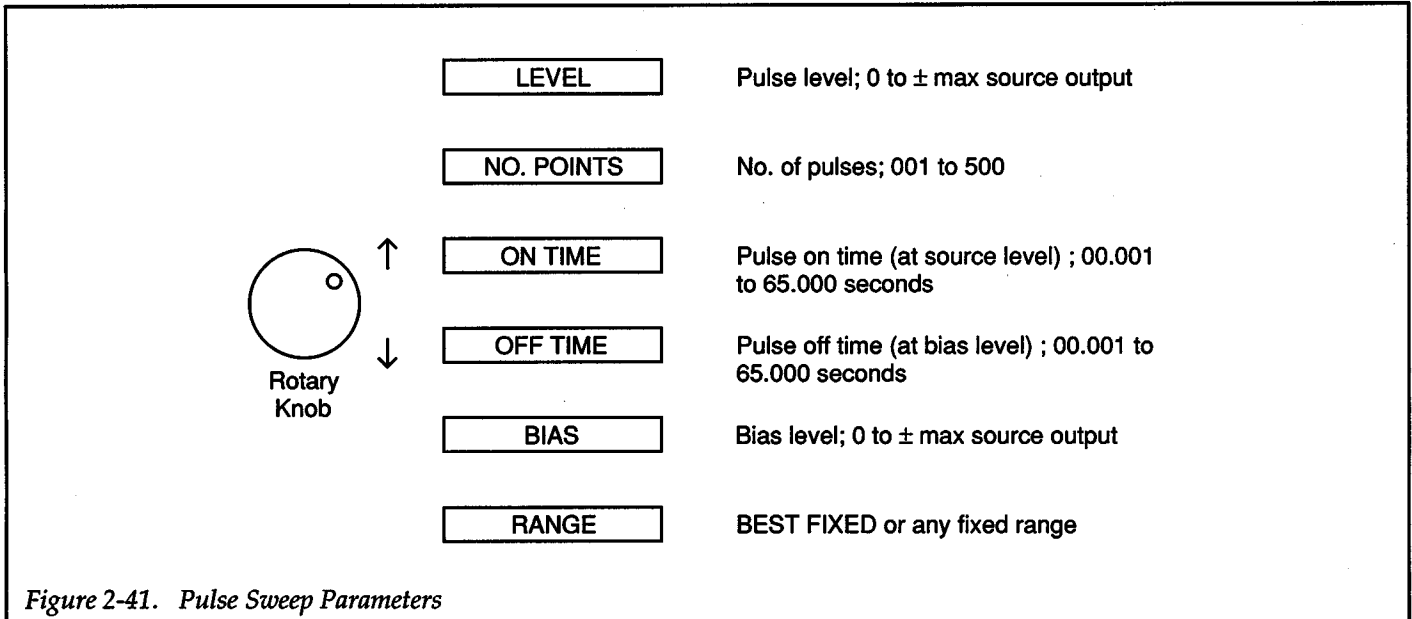 LEVEL
Pulse level; 0 to ± max source output
NO. POINTS
No. of pulses; 001 to 500
↑
ON TIME
Pulse on time (at source level) ; 00.001
to 65.000 seconds
↓
OFF TIME
Pulse off time (at bias level) ; 00.001 to
65.000 seconds
Rotary
Knob
BIAS
Bias level; 0 to ± max source output
RANGE
BEST FIXED or any fixed range
Figure 2-41. Pulse Sweep Parameters